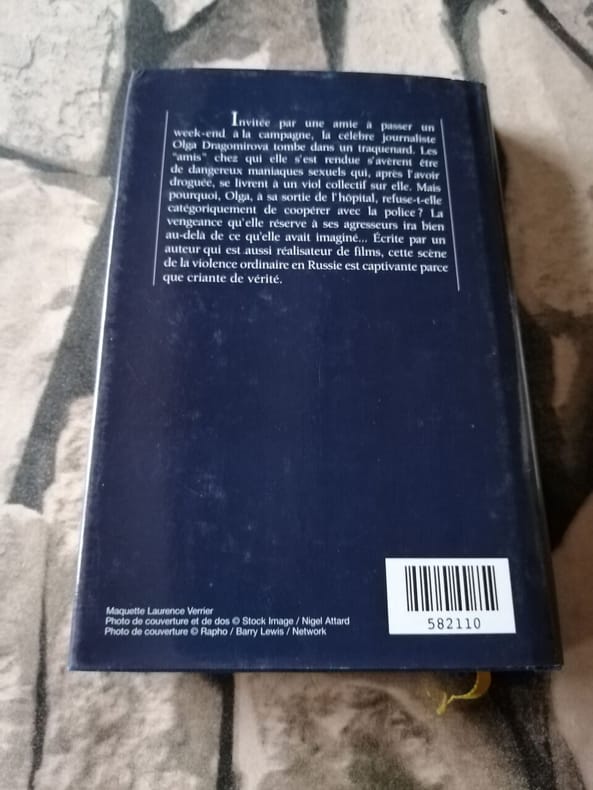 Invitée par une amie à passer un
week-end à la campagne, la célèbre journaliste
Olga Dragomirova tombe dans un traquenard. Les
"amis" chez qui elle s'est rendue s'avèrent être
de dangereux maniaques sexuels qui, après l'avoir
droguée, se livrent à un viol collectif sur elle. Mais
pourquoi, Olga, à sa sortie de l'hôpital, refuse-t-elle
catégoriquement de coopérer avec la police ? La
vengeance qu'elle réserve à ses agresseurs ira bien
au-delà de ce qu'elle avait imaginé... Écrite par un
auteur qui est aussi réalisateur de films, cette scène
de la violence ordinaire en Russie est captivante parce
que criante de vérité.
Maquette Laurence Verrier
Photo de couverture et de dos © Stock Image / Nigel Attard
Photo de couverture © Rapho / Barry Lewis / Network
582110